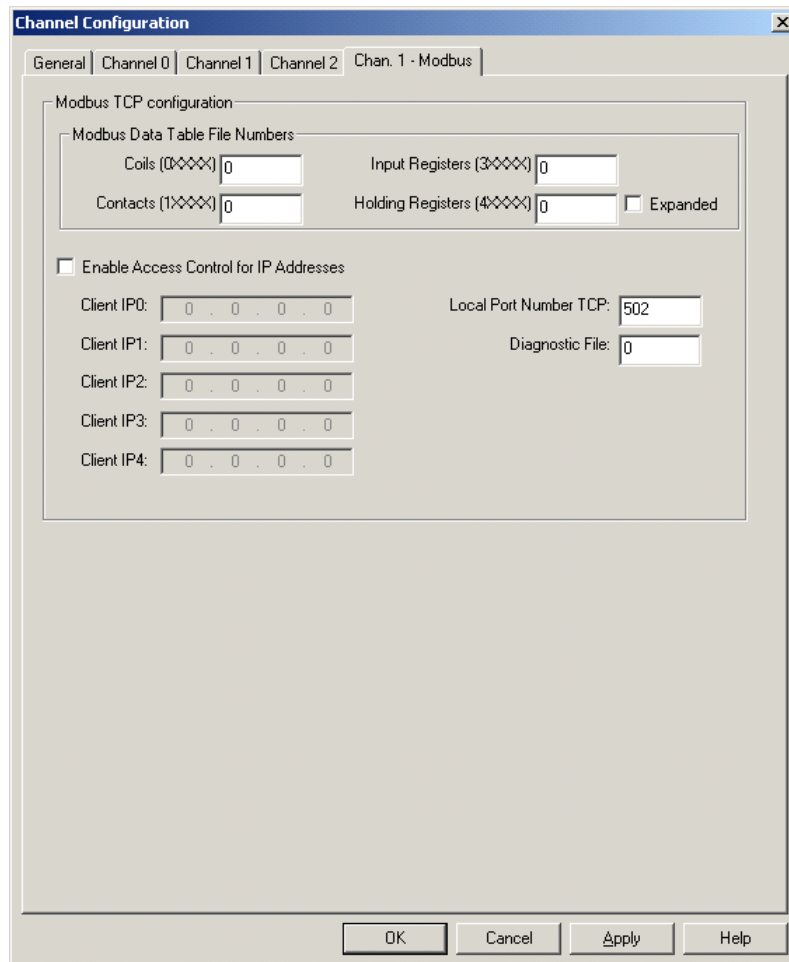 Channel Configuration
General Channel 0 Channel 1 Channel 2 Chan. 1 - Modbus
Modbus TCP configuration
Modbus Data Table File Numbers
Coils (0XXXX) 0 Input Registers (3XXXX) 0
Contacts (1XXXX) 0 Holding Registers (4XXXX) 0 Expanded
Enable Access Control for IP Addresses
Client IP0: 0 . 0 . 0 . 0 Local Port Number TCP: 502
Client IP1: 0 . 0 . 0 . 0 Diagnostic File: 0
Client IP2: 0 . 0 . 0 . 0
Client IP3: 0 . 0 . 0 . 0
Client IP4: 0 . 0 . 0 . 0
OK Cancel Apply Help